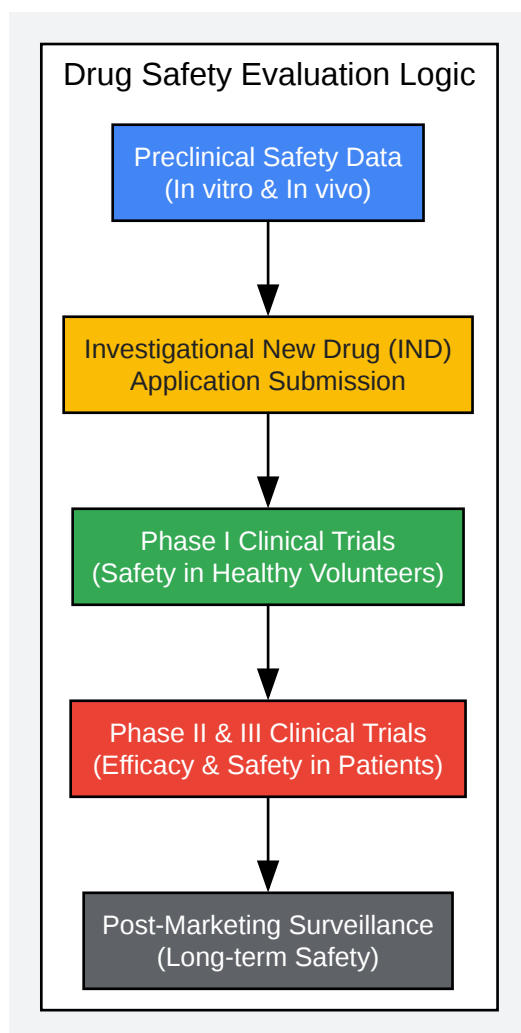 Drug Safety Evaluation Logic
Preclinical Safety Data
(In vitro & In vivo)
Investigational New Drug (IND)
Application Submission
Phase I Clinical Trials
(Safety in Healthy Volunteers)
Phase II & III Clinical Trials
(Efficacy & Safety in Patients)
Post-Marketing Surveillance
(Long-term Safety)